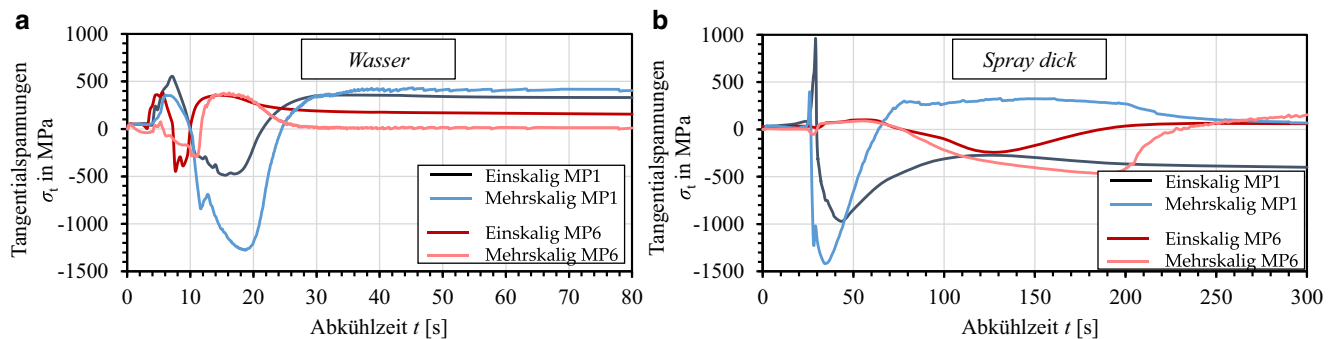 a
Wasser
Tangentialspannungen
σt in MPa
1000
500
0
-500
-1000
-1500
0 10 20 30 40 50 60 70 80
Abkühlzeit t [s]
Einskalig MP1
Mehrskalig MP1
Einskalig MP6
Mehrskalig MP6
b
Spray dick
Tangentialspannungen
σt in MPa
1000
500
0
-500
-1000
-1500
0 50 100 150 200 250 300
Abkühlzeit t [s]
Einskalig MP1
Mehrskalig MP1
Einskalig MP6
Mehrskalig MP6